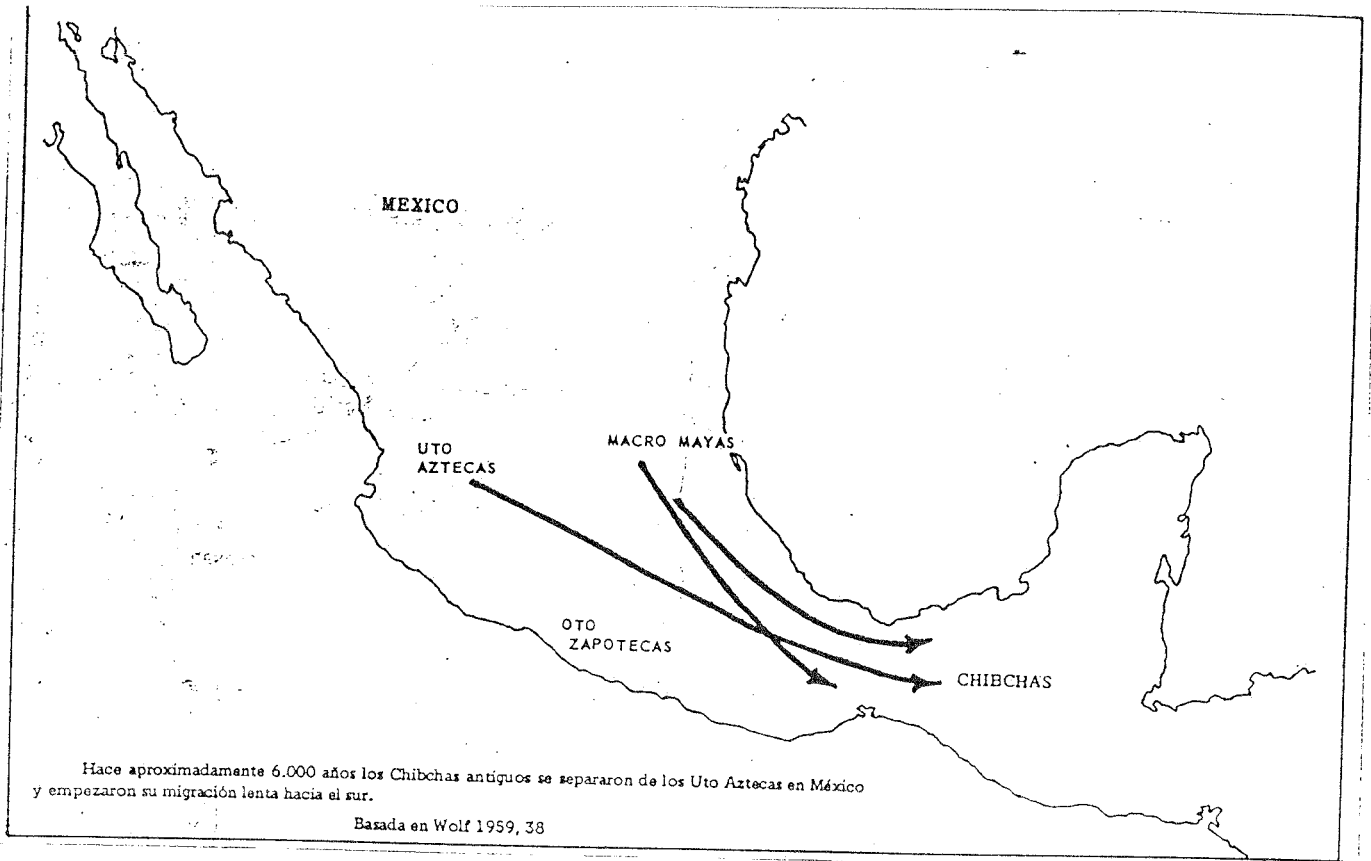 MEXICO
UTO
AZTECAS
MACRO MAYAS
OTO
ZAPOTECAS
CHIBCHAS
Hace aproximadamente 6.000 años los Chibchas antiguos se separaron de los Uto Aztecas en México
y empezaron su migración lenta hacia el sur.
Basada en Wolf 1959, 38